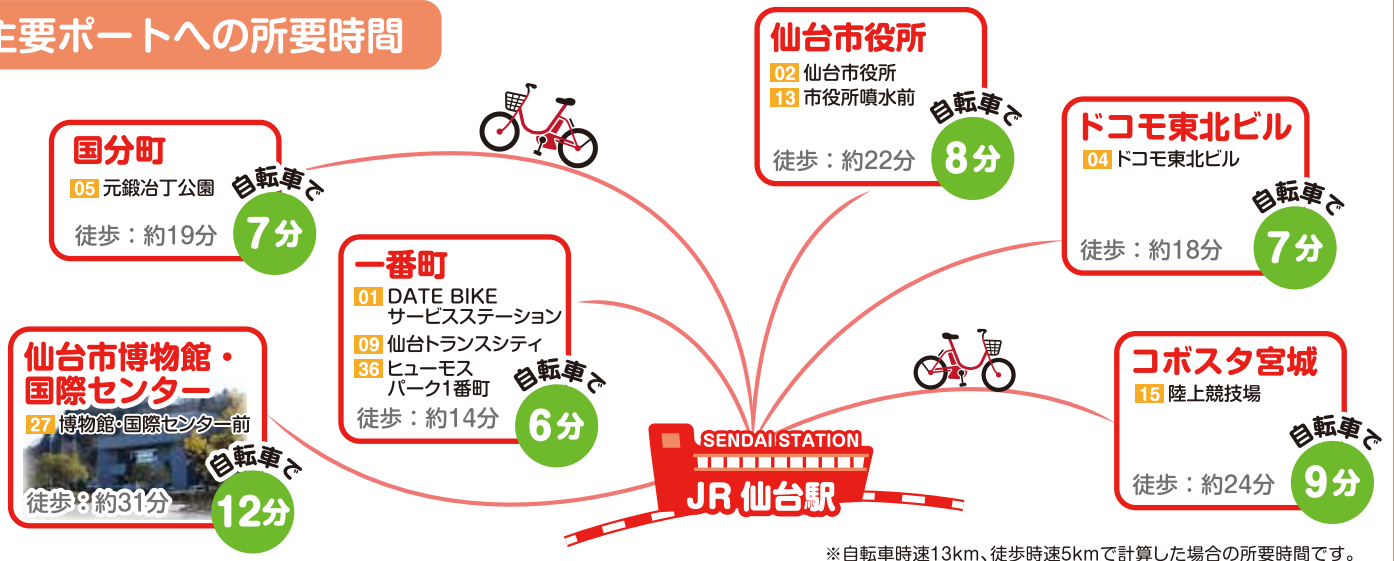 主要ポートへの所要時間
国分町
05 元鍛冶丁公園
徒歩：約19分
自転車で
7分
仙台市役所
02 仙台市役所
13 市役所噴水前
徒歩：約22分
自転車で
8分
ドコモ東北ビル
04 ドコモ東北ビル
徒歩：約18分
自転車で
7分
一番町
01 DATE BIKE
サービスステーション
09 仙台トランスシティ
36 ヒューモス
パーク1番町
徒歩：約14分
自転車で
6分
仙台市博物館・
国際センター
27 博物館・国際センター前
徒歩：約31分
自転車で
12分
コボスタ宮城
15 陸上競技場
徒歩：約24分
自転車で
9分
SENDAI STATION
JR 仙台駅
※自転車時速13km、徒歩時速5kmで計算した場合の所要時間です。